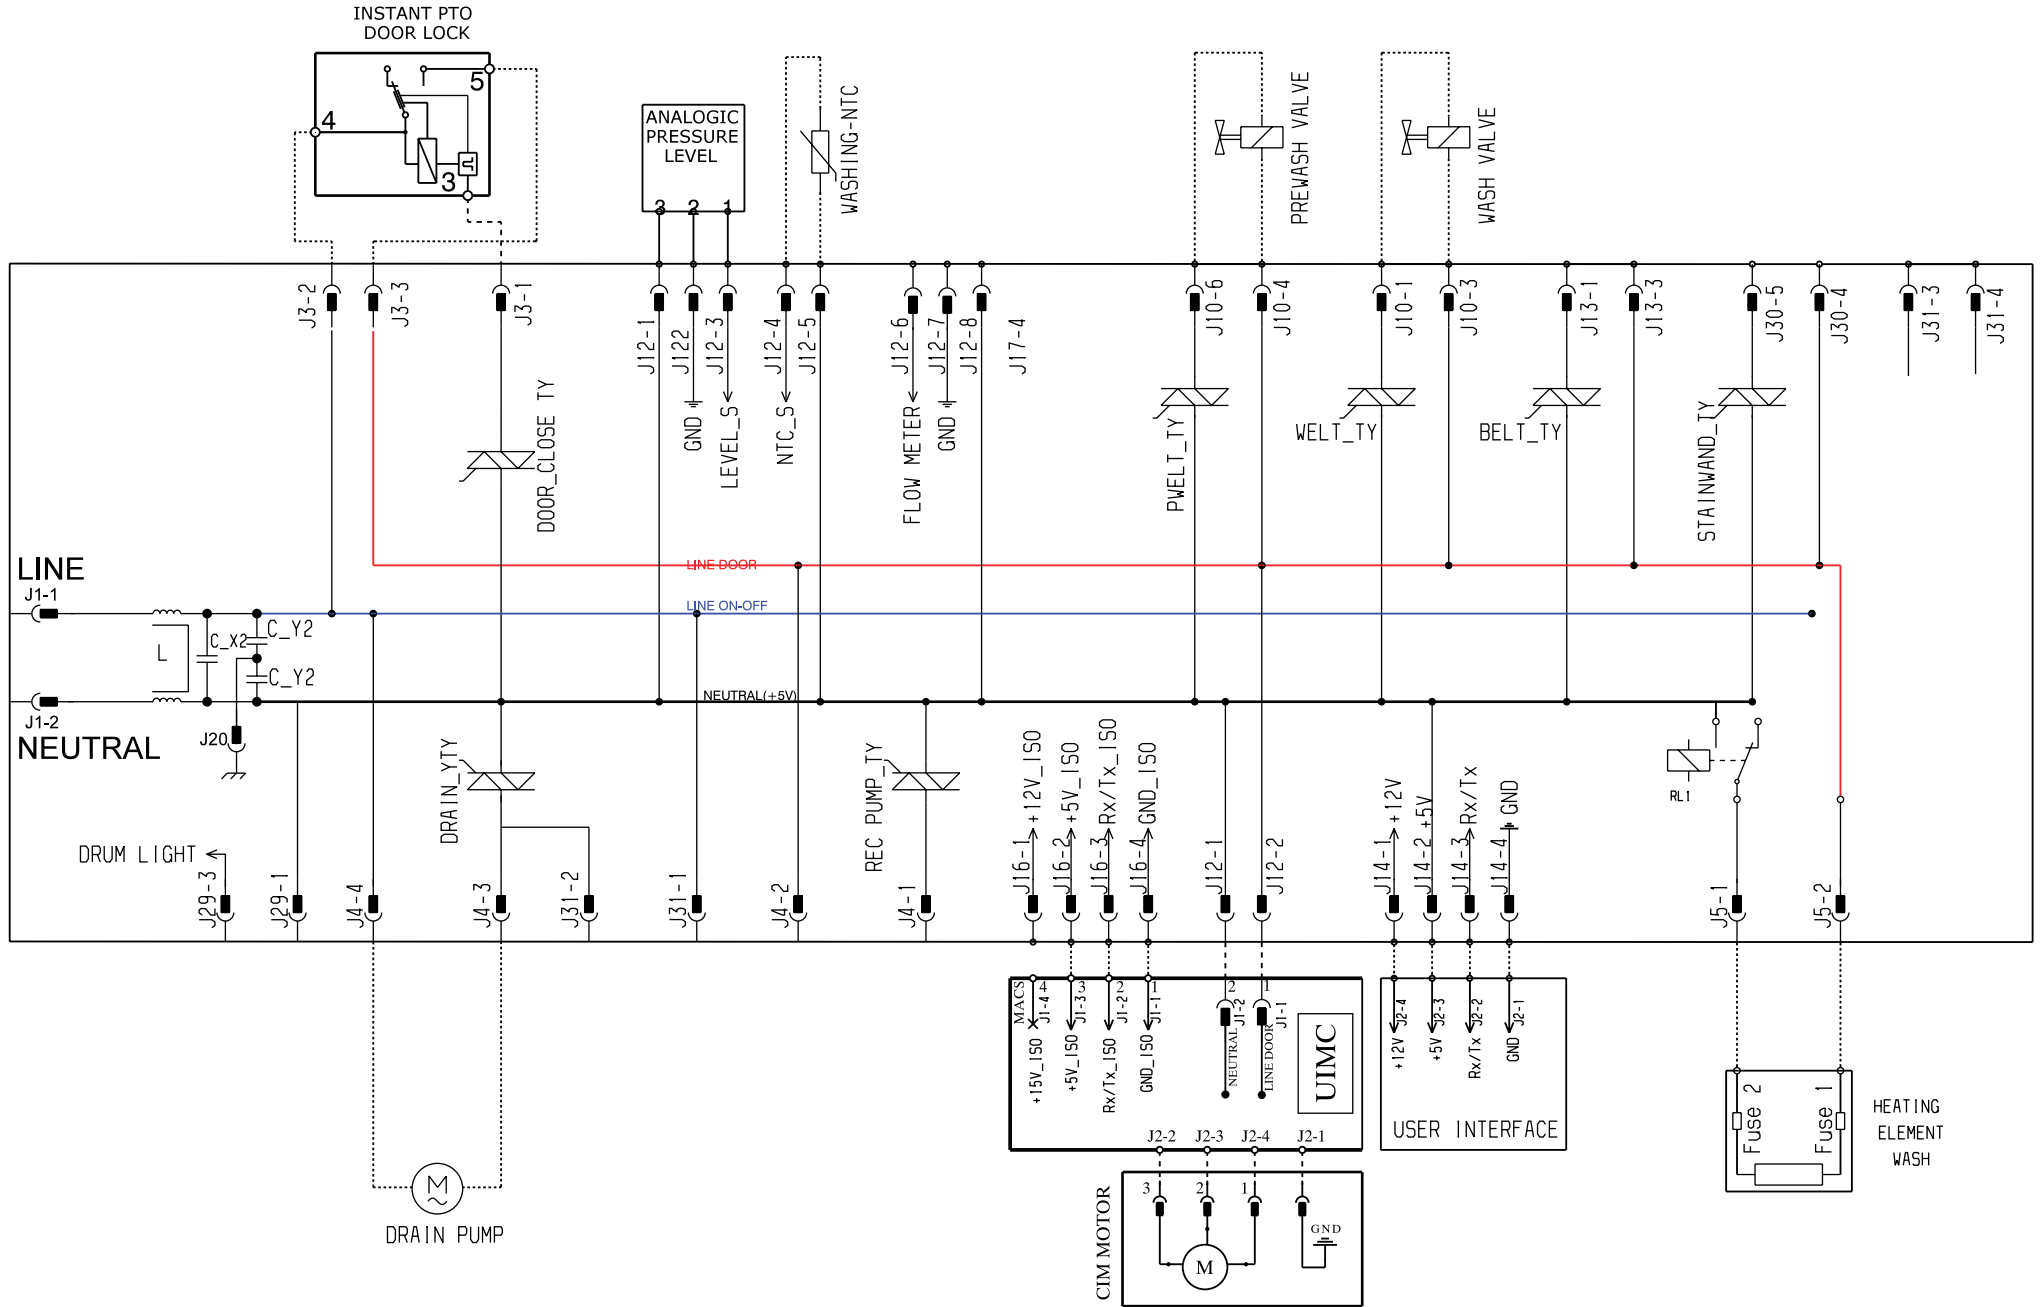 INSTANT PTO
DOOR LOCK
5
4
3
ANALOGIC
PRESSURE
LEVEL
3
2
1
WASHING-NTC
PREWASH VALVE
WASH VALVE
J3-2
J3-3
J3-1
J12-1
J122
J12-3
J12-4
J12-5
J12-6
J12-7
J12-8
J17-4
J10-6
J10-4
J10-1
J10-3
J13-1
J13-3
J30-5
J30-4
J31-3
J31-4
DOOR_CLOSE TY
GND
LEVEL_S
NTC_S
FLOW METER
GND
PWELT_TY
WELT_TY
BELT_TY
STAINWAND_TY
LINE
J1-1
LINE DOOR
LINE ON-OFF
L
C_X2
C_Y2
C_Y2
NEUTRAL(+5V)
J1-2
NEUTRAL
J20
DRAIN_YTY
REC PUMP_TY
+12V_ISO
+5V_ISO
Rx/Tx_ISO
GND_ISO
+12V
+5V
Rx/Tx
GND
RL1
DRUM LIGHT
J29-3
J29-1
J4-4
J4-3
J31-2
J31-1
J4-2
J4-1
J16-1
J16-2
J16-3
J16-4
J12-1
J12-2
J14-1
J14-2
J14-3
J14-4
J5-1
J5-2
MACS
4
3
2
1
2
1
J1-4
J1-3
J1-2
J1-1
J1-2
J1-1
+15V_ISO
+5V_ISO
Rx/Tx_ISO
GND_ISO
NEUTRAL
LINE DOOR
UIMC
J2-4
J2-3
J2-2
J2-1
+12V
+5V
Rx/Tx
GND
USER INTERFACE
J2-2
J2-3
J2-4
J2-1
Fuse 2
Fuse 1
HEATING
ELEMENT
WASH
M
DRAIN PUMP
CIM MOTOR
3
2
1
GND
M